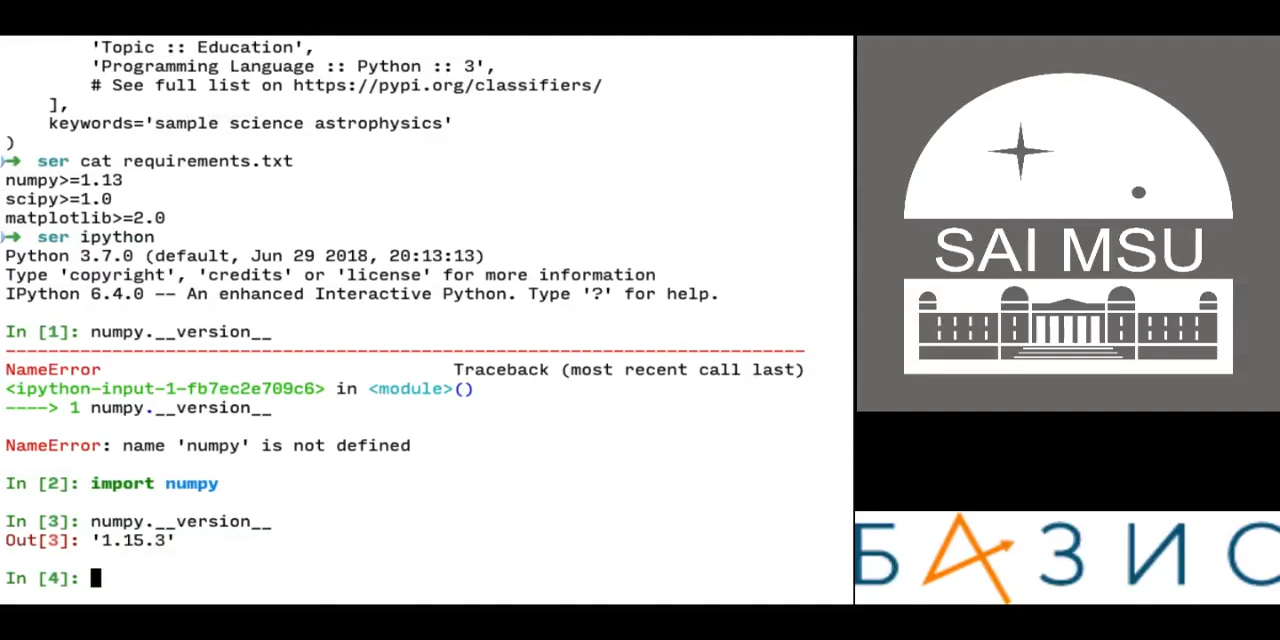 'Topic :: Education',
'Programming Language :: Python :: 3',
# See full list on https://pypi.org/classifiers/
],
keywords='sample science astrophysics'
)
→ ser cat requirements.txt
numpy>=1.13
scipy>=1.0
matplotlib>=2.0
→ ser ipython
Python 3.7.0 (default, Jun 29 2018, 20:13:13)
Type 'copyright', 'credits' or 'license' for more information
IPython 6.4.0 -- An enhanced Interactive Python. Type '?' for help.
In [1]: numpy.__version__
---------------------------------------------------------------------------
NameError Traceback (most recent call last)
<ipython-input-1-fb7ec2e709c6> in <module>()
----> 1 numpy.__version__
NameError: name 'numpy' is not defined
In [2]: import numpy
In [3]: numpy.__version__
Out[3]: '1.15.3'
In [4]:
SAI MSU
БАЗИС